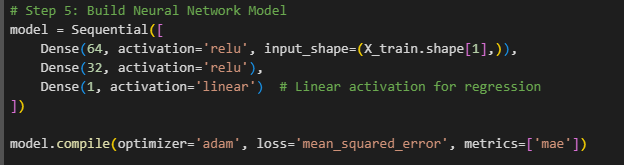 # Step 5: Build Neural Network Model
model = Sequential([
    Dense(64, activation='relu', input_shape=(X_train.shape[1],)),
    Dense(32, activation='relu'),
    Dense(1, activation='linear')  # Linear activation for regression
])
model.compile(optimizer='adam', loss='mean_squared_error', metrics=['mae'])